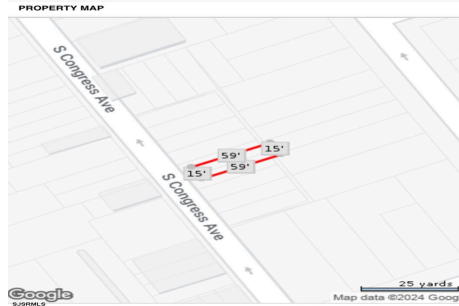 PROPERTY MAP
S Congress Ave
59'
15'
59'
15'
S Congress Ave
25 yards
Google
Map data ©2024 Goog
SJSRMLS